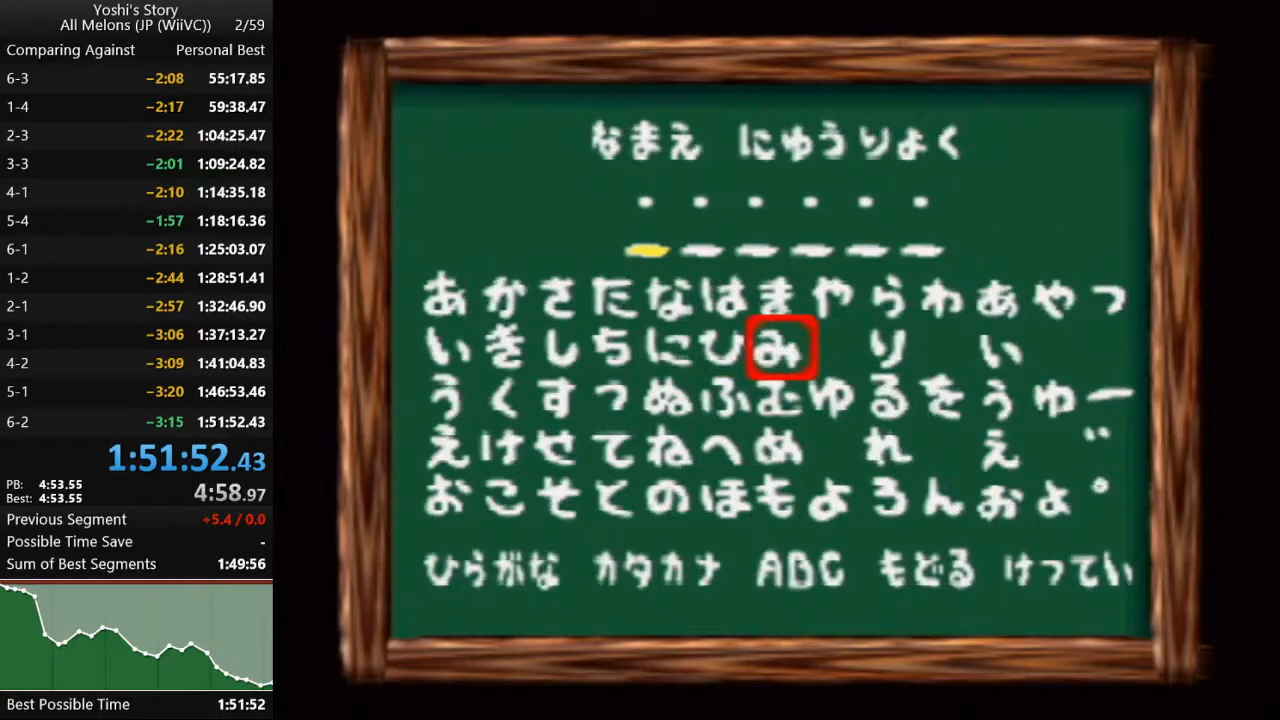 Yoshi's Story
All Melons (JP (WiiVC)) 2/59
Comparing Against Personal Best
6-3 −2:08 55:17.85
1-4 −2:17 59:38.47
2-3 −2:22 1:04:25.47
3-3 −2:01 1:09:24.82
4-1 −2:10 1:14:35.18
5-4 −1:57 1:18:16.36
6-1 −2:16 1:25:03.07
1-2 −2:44 1:28:51.41
2-1 −2:57 1:32:46.90
3-1 −3:06 1:37:13.27
4-2 −3:09 1:41:04.83
5-1 −3:20 1:46:53.46
6-2 −3:15 1:51:52.43
1:51:52.43
PB: 4:53.55
Best: 4:53.55
4:58.97
Previous Segment +5.4 / 0.0
Possible Time Save -
Sum of Best Segments 1:49:56
Best Possible Time 1:51:52
なまえ にゅうりょく
・・・・・・
あかさたなはまやらわぁゃっ
いきしちにひみ り ぃ
うくすつぬふむゆるをぅゅー
えけせてねへめ れ ぇ ゛
おこそとのほもよろんぉょ゜
ひらがな カタカナ ABC もどる けってい